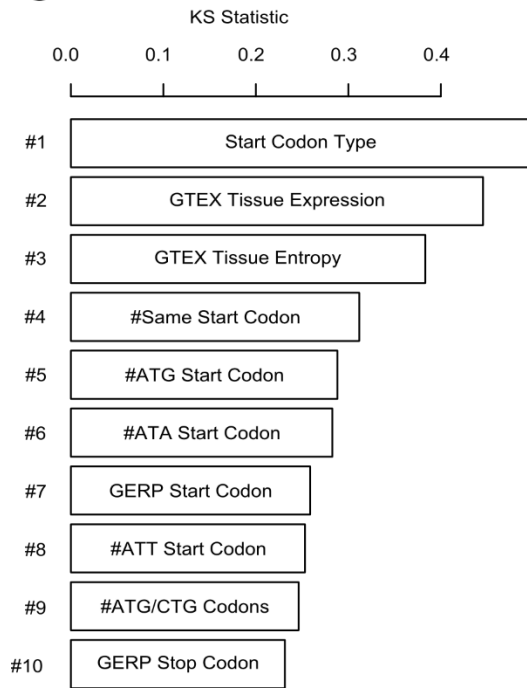 KS Statistic
0.0 0.1 0.2 0.3 0.4
#1 Start Codon Type
#2 GTEX Tissue Expression
#3 GTEX Tissue Entropy
#4 #Same Start Codon
#5 #ATG Start Codon
#6 #ATA Start Codon
#7 GERP Start Codon
#8 #ATT Start Codon
#9 #ATG/CTG Codons
#10 GERP Stop Codon